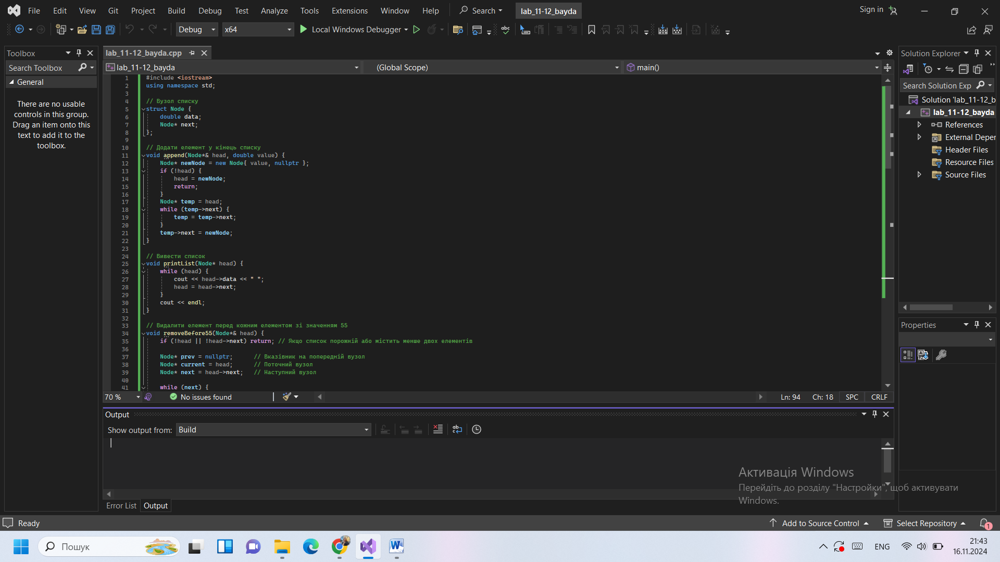 File Edit View Git Project Build Debug Test Analyze Tools Extensions Window Help Search lab_11-12_bayda Sign in
Debug x64 Local Windows Debugger
Toolbox
Search Toolbox
General
There are no usable
controls in this group.
Drag an item onto this
text to add it to the
toolbox.
lab_11-12_bayda.cpp
lab_11-12_bayda (Global Scope) main()
1 #include <iostream>
2 using namespace std;
3
4 // Вузол списку
5 struct Node {
6 double data;
7 Node* next;
8 };
9
10 // Додати елемент у кінець списку
11 void append(Node*& head, double value) {
12 Node* newNode = new Node{ value, nullptr };
13 if (!head) {
14 head = newNode;
15 return;
16 }
17 Node* temp = head;
18 while (temp->next) {
19 temp = temp->next;
20 }
21 temp->next = newNode;
22 }
23
24 // Вивести список
25 void printList(Node* head) {
26 while (head) {
27 cout << head->data << " ";
28 head = head->next;
29 }
30 cout << endl;
31 }
32
33 // Видалити елемент перед кожним елементом зі значенням 55
34 void removeBefore55(Node*& head) {
35 if (!head || !head->next) return; // Якщо список порожній або містить менше двох елементів
36
37 Node* prev = nullptr; // Вказівник на попередній вузол
38 Node* current = head; // Поточний вузол
39 Node* next = head->next; // Наступний вузол
40
41 while (next) {
70 % No issues found Ln: 94 Ch: 18 SPC CRLF
Output
Show output from: Build
Error List Output
Solution Explorer
Search Solution Exp
Solution 'lab_11-12_b
lab_11-12_bayda
References
External Deper
Header Files
Resource Files
Source Files
Properties
Активація Windows
Перейдіть до розділу "Настройки", щоб активувати
Windows.
Ready Add to Source Control Select Repository 1
Пошук ENG 21:43
16.11.2024